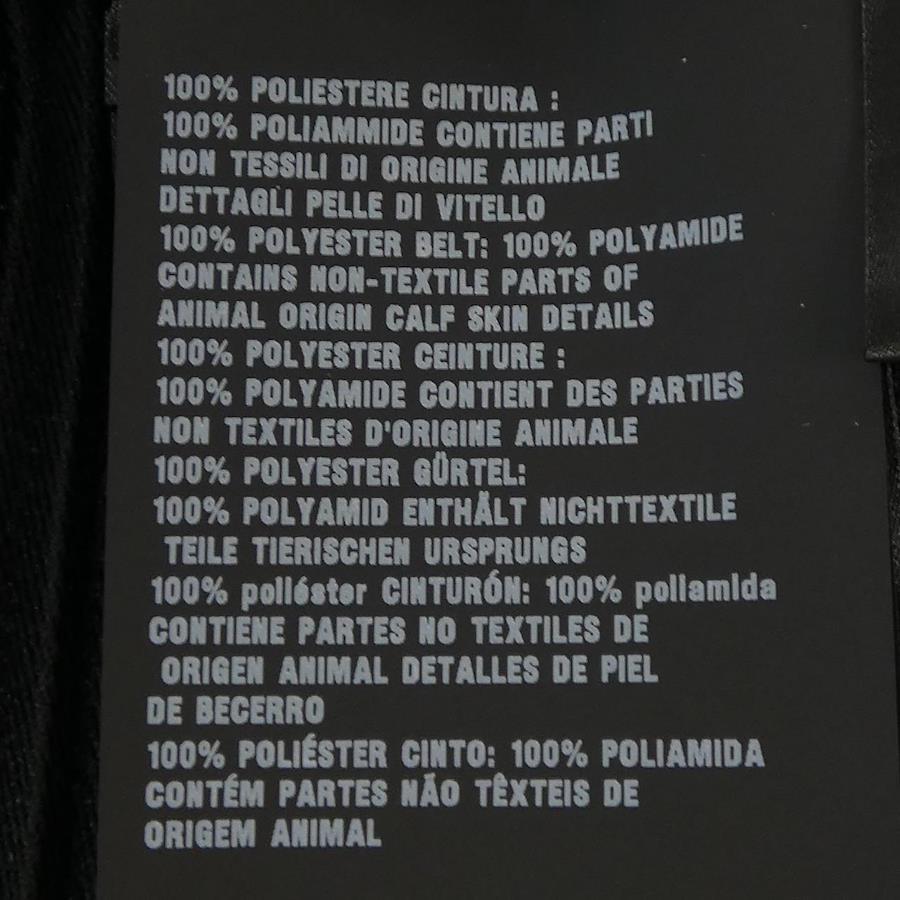 100% POLIESTERE CINTURA :
100% POLIAMMIDE CONTIENE PARTI
NON TESSILI DI ORIGINE ANIMALE
DETTAGLI PELLE DI VITELLO
100% POLYESTER BELT: 100% POLYAMIDE
CONTAINS NON-TEXTILE PARTS OF
ANIMAL ORIGIN CALF SKIN DETAILS
100% POLYESTER CEINTURE :
100% POLYAMIDE CONTIENT DES PARTIES
NON TEXTILES D'ORIGINE ANIMALE
100% POLYESTER GÜRTEL:
100% POLYAMID ENTHÄLT NICHTTEXTILE
TEILE TIERISCHEN URSPRUNGS
100% poliéster CINTURÓN: 100% poliamida
CONTIENE PARTES NO TEXTILES DE
ORIGEN ANIMAL DETALLES DE PIEL
DE BECERRO
100% POLIÉSTER CINTO: 100% POLIAMIDA
CONTÉM PARTES NÃO TÊXTEIS DE
ORIGEM ANIMAL